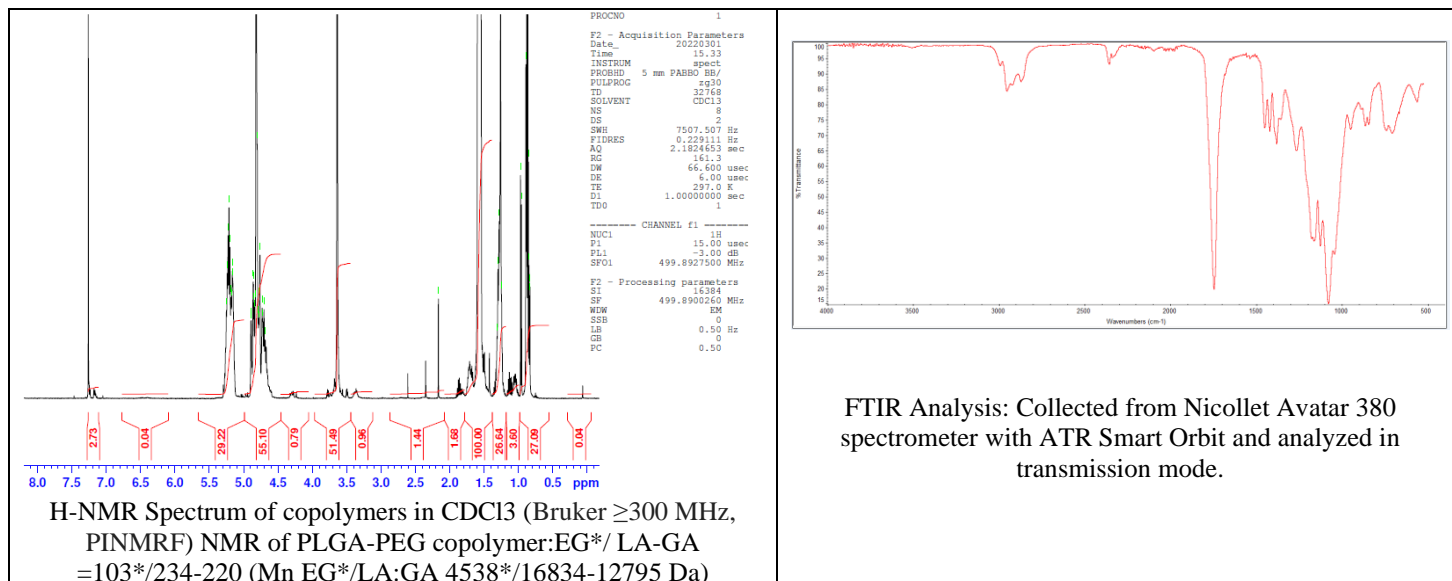 PROCNO 1
F2 - Acquisition Parameters
Date_ 20220301
Time 15.33
INSTRUM spect
PROBHD 5 mm PABBO BB/
PULPROG zg30
TD 32768
SOLVENT CDCl3
NS 8
DS 2
SWH 7507.507 Hz
FIDRES 0.229111 Hz
AQ 2.1824653 sec
RG 161.3
DW 66.600 usec
DE 6.00 usec
TE 297.0 K
D1 1.00000000 sec
TD0 1
======== CHANNEL f1 ========
NUC1 1H
P1 15.00 usec
PL1 -3.00 dB
SFO1 499.8927500 MHz
F2 - Processing parameters
SI 16384
SF 499.8900260 MHz
WDW EM
SSB 0
LB 0.50 Hz
GB 0
PC 0.50
2.73 0.04 29.22 55.10 0.79 51.49 0.96 1.44 1.68 100.00 26.64 3.60 27.09 0.04
8.0 7.5 7.0 6.5 6.0 5.5 5.0 4.5 4.0 3.5 3.0 2.5 2.0 1.5 1.0 0.5 ppm
H-NMR Spectrum of copolymers in CDCl3 (Bruker ≥300 MHz,
PINMRF) NMR of PLGA-PEG copolymer:EG*/ LA-GA
=103*/234-220 (Mn EG*/LA:GA 4538*/16834-12795 Da)
100
95
90
85
80
75
70
65
60
55
50
45
40
35
30
25
20
15
%Transmittance
4000 3500 3000 2500 2000 1500 1000 500
Wavenumbers (cm-1)
FTIR Analysis: Collected from Nicollet Avatar 380
spectrometer with ATR Smart Orbit and analyzed in
transmission mode.